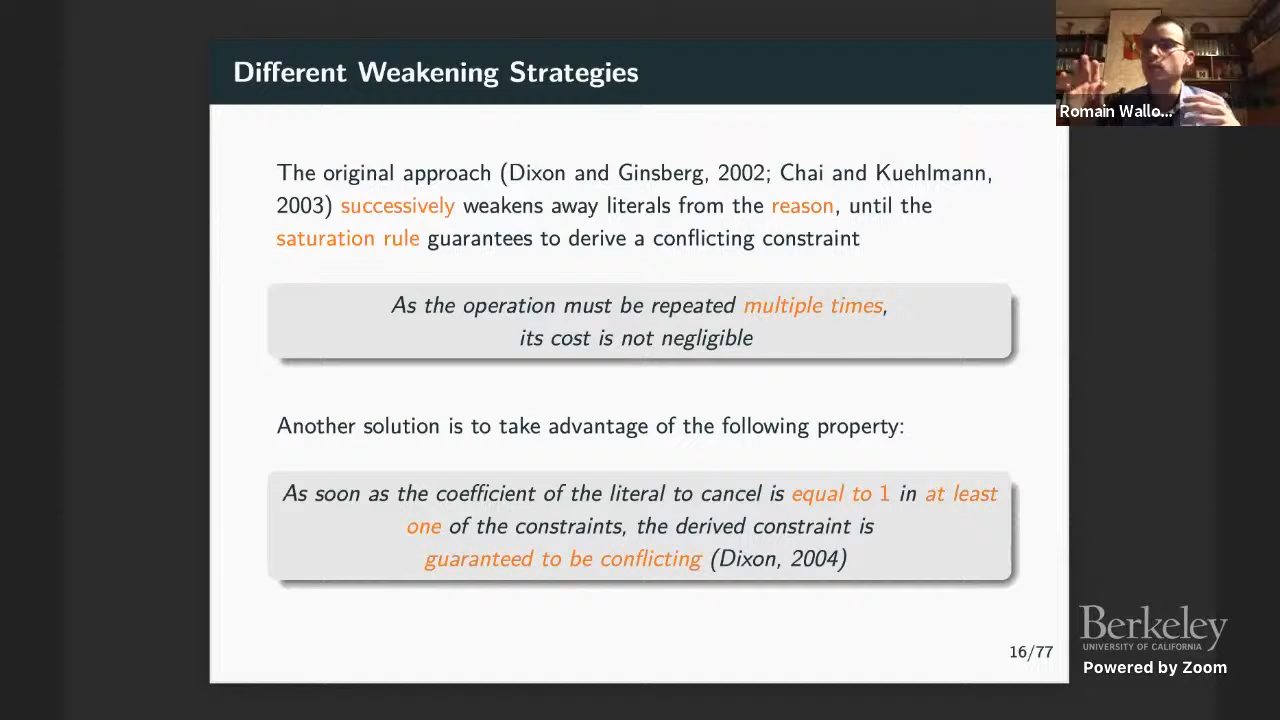 Different Weakening Strategies
Romain Wallo...
The original approach (Dixon and Ginsberg, 2002; Chai and Kuehlmann,
2003) successively weakens away literals from the reason, until the
saturation rule guarantees to derive a conflicting constraint
As the operation must be repeated multiple times,
its cost is not negligible
Another solution is to take advantage of the following property:
As soon as the coefficient of the literal to cancel is equal to 1 in at least
one of the constraints, the derived constraint is
guaranteed to be conflicting (Dixon, 2004)
16/77
Berkeley
UNIVERSITY OF CALIFORNIA
Powered by Zoom